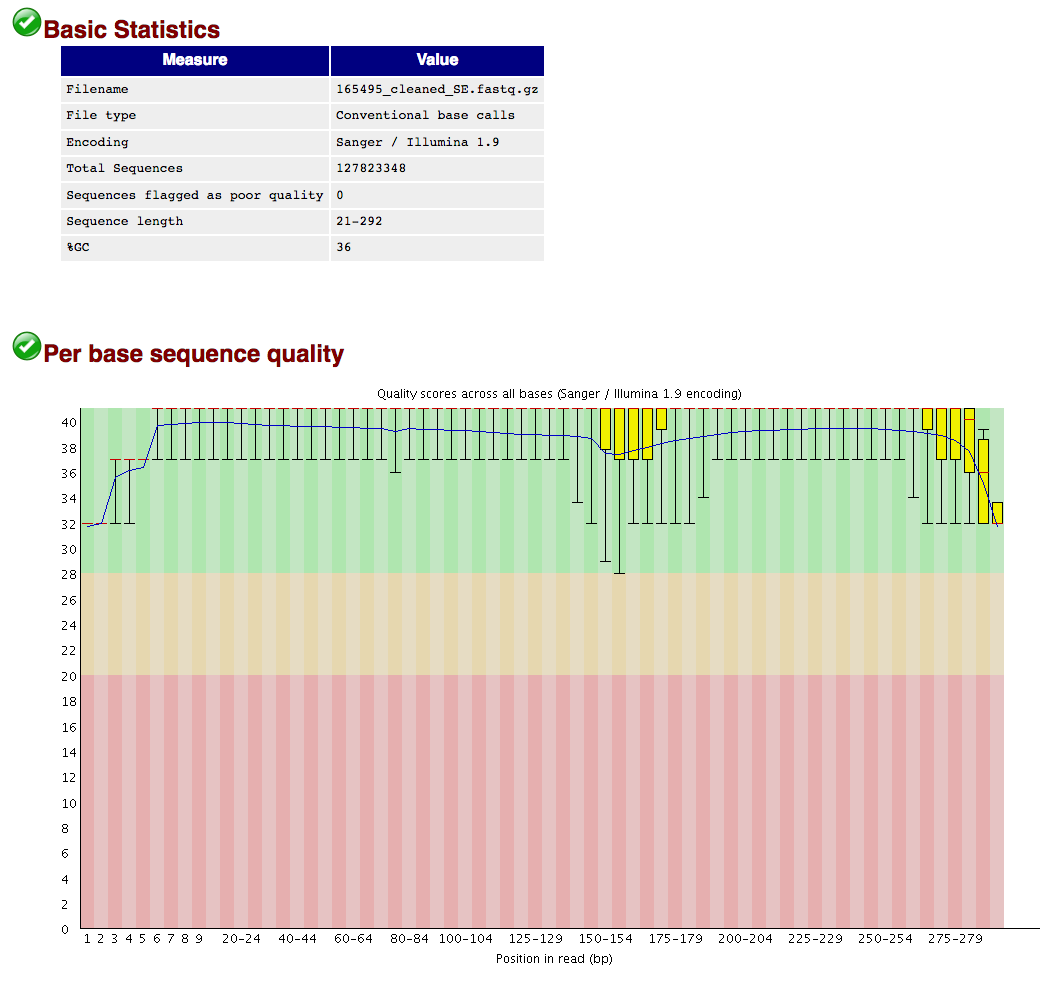 Basic Statistics
Measure Value
Filename 165495_cleaned_SE.fastq.gz
File type Conventional base calls
Encoding Sanger / Illumina 1.9
Total Sequences 127823348
Sequences flagged as poor quality 0
Sequence length 21-292
%GC 36
Per base sequence quality
Quality scores across all bases (Sanger / Illumina 1.9 encoding)
40
38
36
34
32
30
28
26
24
22
20
18
16
14
12
10
8
6
4
2
0
1 2 3 4 5 6 7 8 9 20-24 40-44 60-64 80-84 100-104 125-129 150-154 175-179 200-204 225-229 250-254 275-279
Position in read (bp)